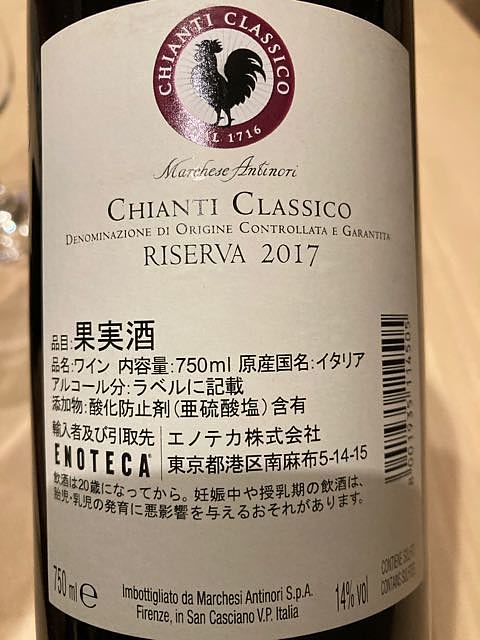 CHIANTI CLASSICO
1716
Marchese Antinori
CHIANTI CLASSICO
DENOMINAZIONE DI ORIGINE CONTROLLATA E GARANTITA
RISERVA 2017
品目:果実酒
品名:ワイン 内容量:750ml 原産国名:イタリア
アルコール分:ラベルに記載
添加物:酸化防止剤(亜硫酸塩)含有
輸入者及び引取先 エノテカ株式会社
ENOTECA 東京都港区南麻布5-14-15
飲酒は20歳になってから。妊娠中や授乳期の飲酒は、
胎児・乳児の発育に悪影響を与えるおそれがあります。
750 ml e
Imbottigliato da Marchesi Antinori S.p.A.
Firenze, in San Casciano V.P. Italia
14% vol
8 001935 114505